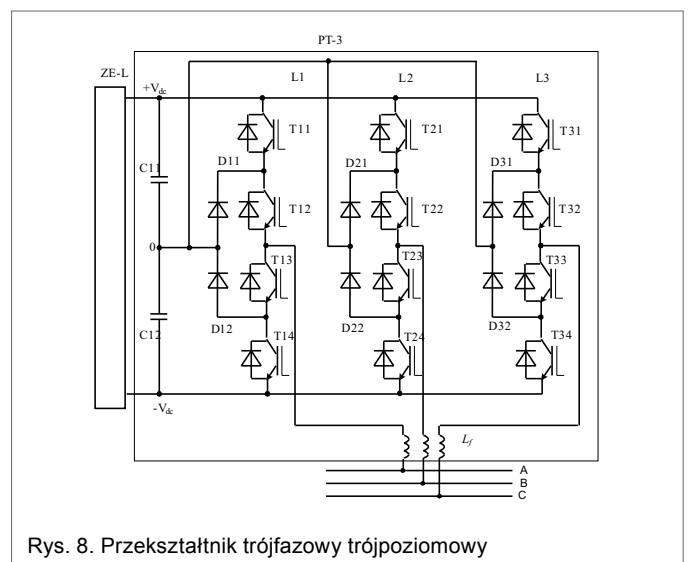 PT-3
ZE-L
L1 L2 L3
+Vdc
T11 T21 T31
C11 D11 D21 D31
T12 T22 T32
0
T13 T23 T33
C12 D12 D22 D32
T14 T24 T34
-Vdc
Lf
A
B
C
Rys. 8. Przekształtnik trójfazowy trójpoziomowy